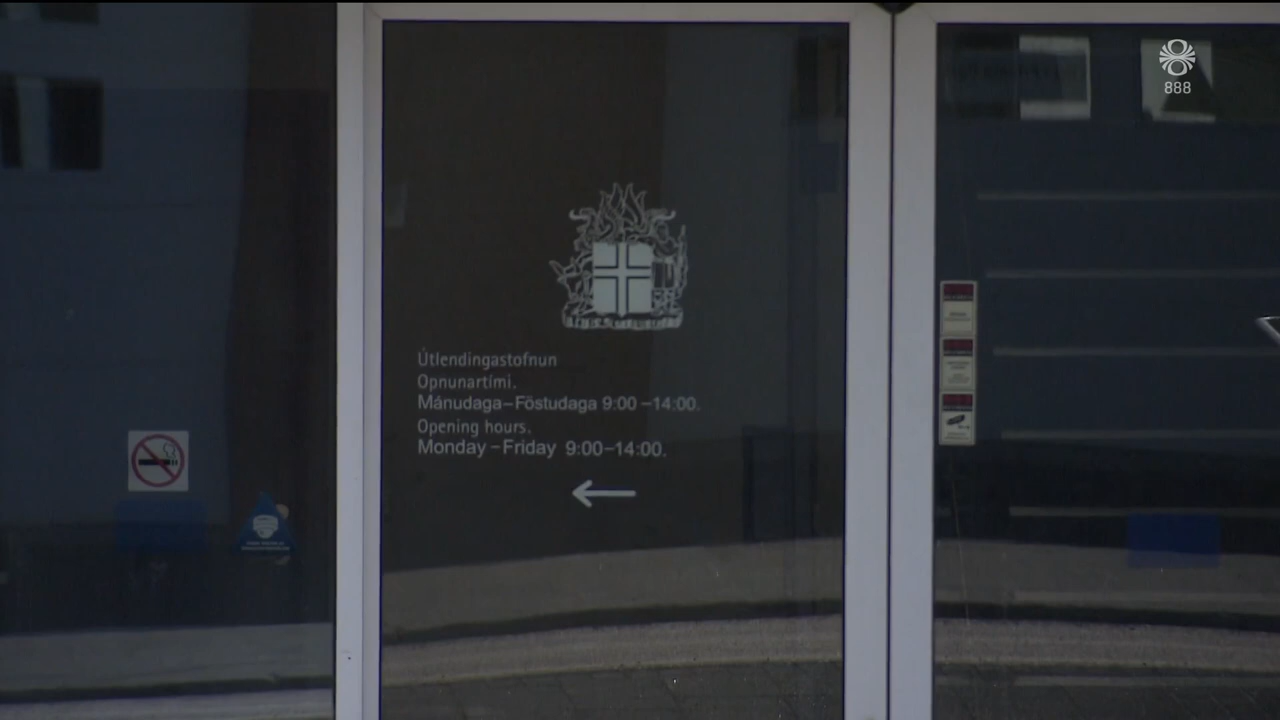 888
Útlendingastofnun
Opnunartími.
Mánudaga–Föstudaga 9:00 –14:00.
Opening hours.
Monday –Friday 9:00–14:00.